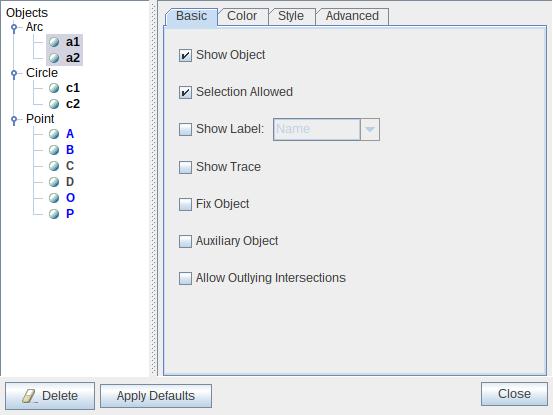 Objects
Arc
a1
a2
Circle
c1
c2
Point
A
B
C
D
O
P
Basic Color Style Advanced
Show Object
Selection Allowed
Show Label: Name
Show Trace
Fix Object
Auxiliary Object
Allow Outlying Intersections
Delete Apply Defaults Close